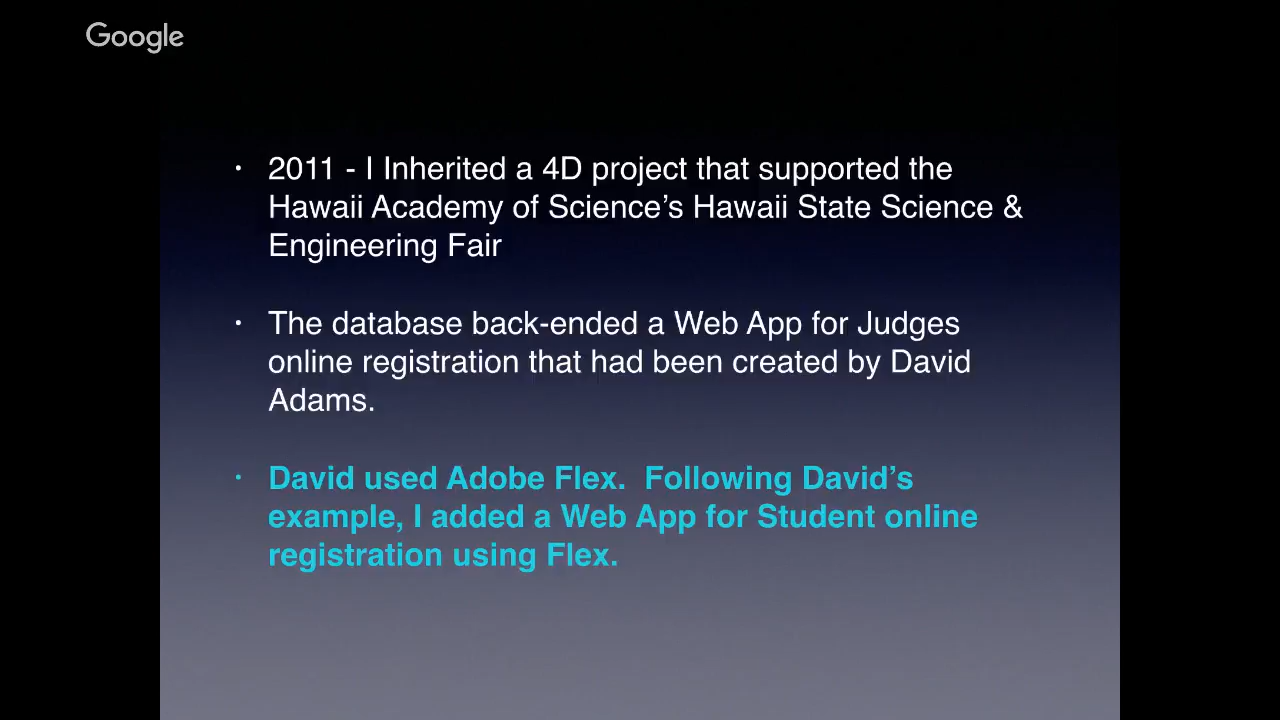 Google
• 2011 - I Inherited a 4D project that supported the
Hawaii Academy of Science’s Hawaii State Science &
Engineering Fair
• The database back-ended a Web App for Judges
online registration that had been created by David
Adams.
• David used Adobe Flex.  Following David’s
example, I added a Web App for Student online
registration using Flex.